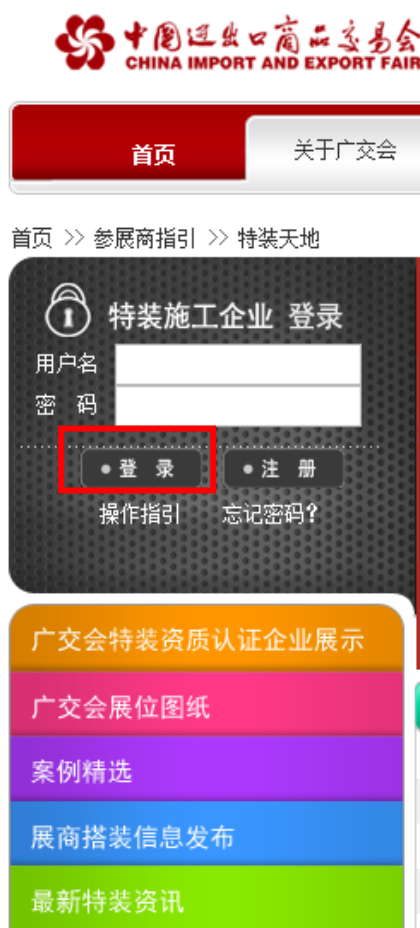 中国进出口商品交易会
CHINA IMPORT AND EXPORT FAIR
首页
关于广交会
首页 >> 参展商指引 >> 特装天地
特装施工企业 登录
用户名
密 码
登 录
注 册
操作指引
忘记密码?
广交会特装资质认证企业展示
广交会展位图纸
案例精选
展商搭装信息发布
最新特装资讯